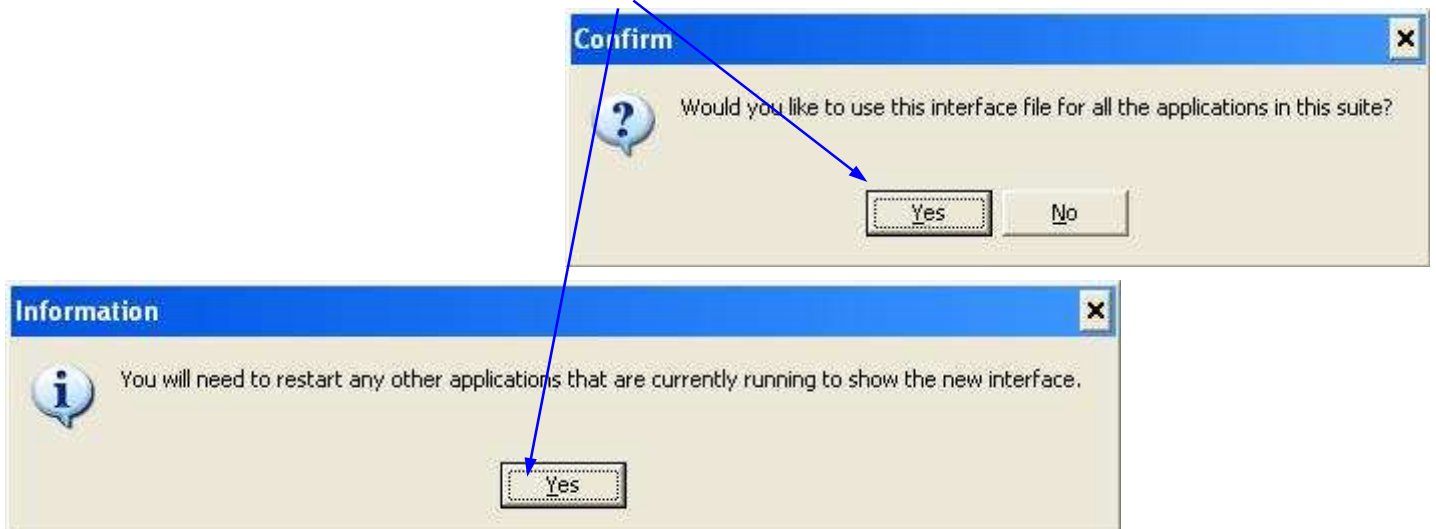 Confirm
Would you like to use this interface file for all the applications in this suite?
Yes
No
Information
You will need to restart any other applications that are currently running to show the new interface.
Yes